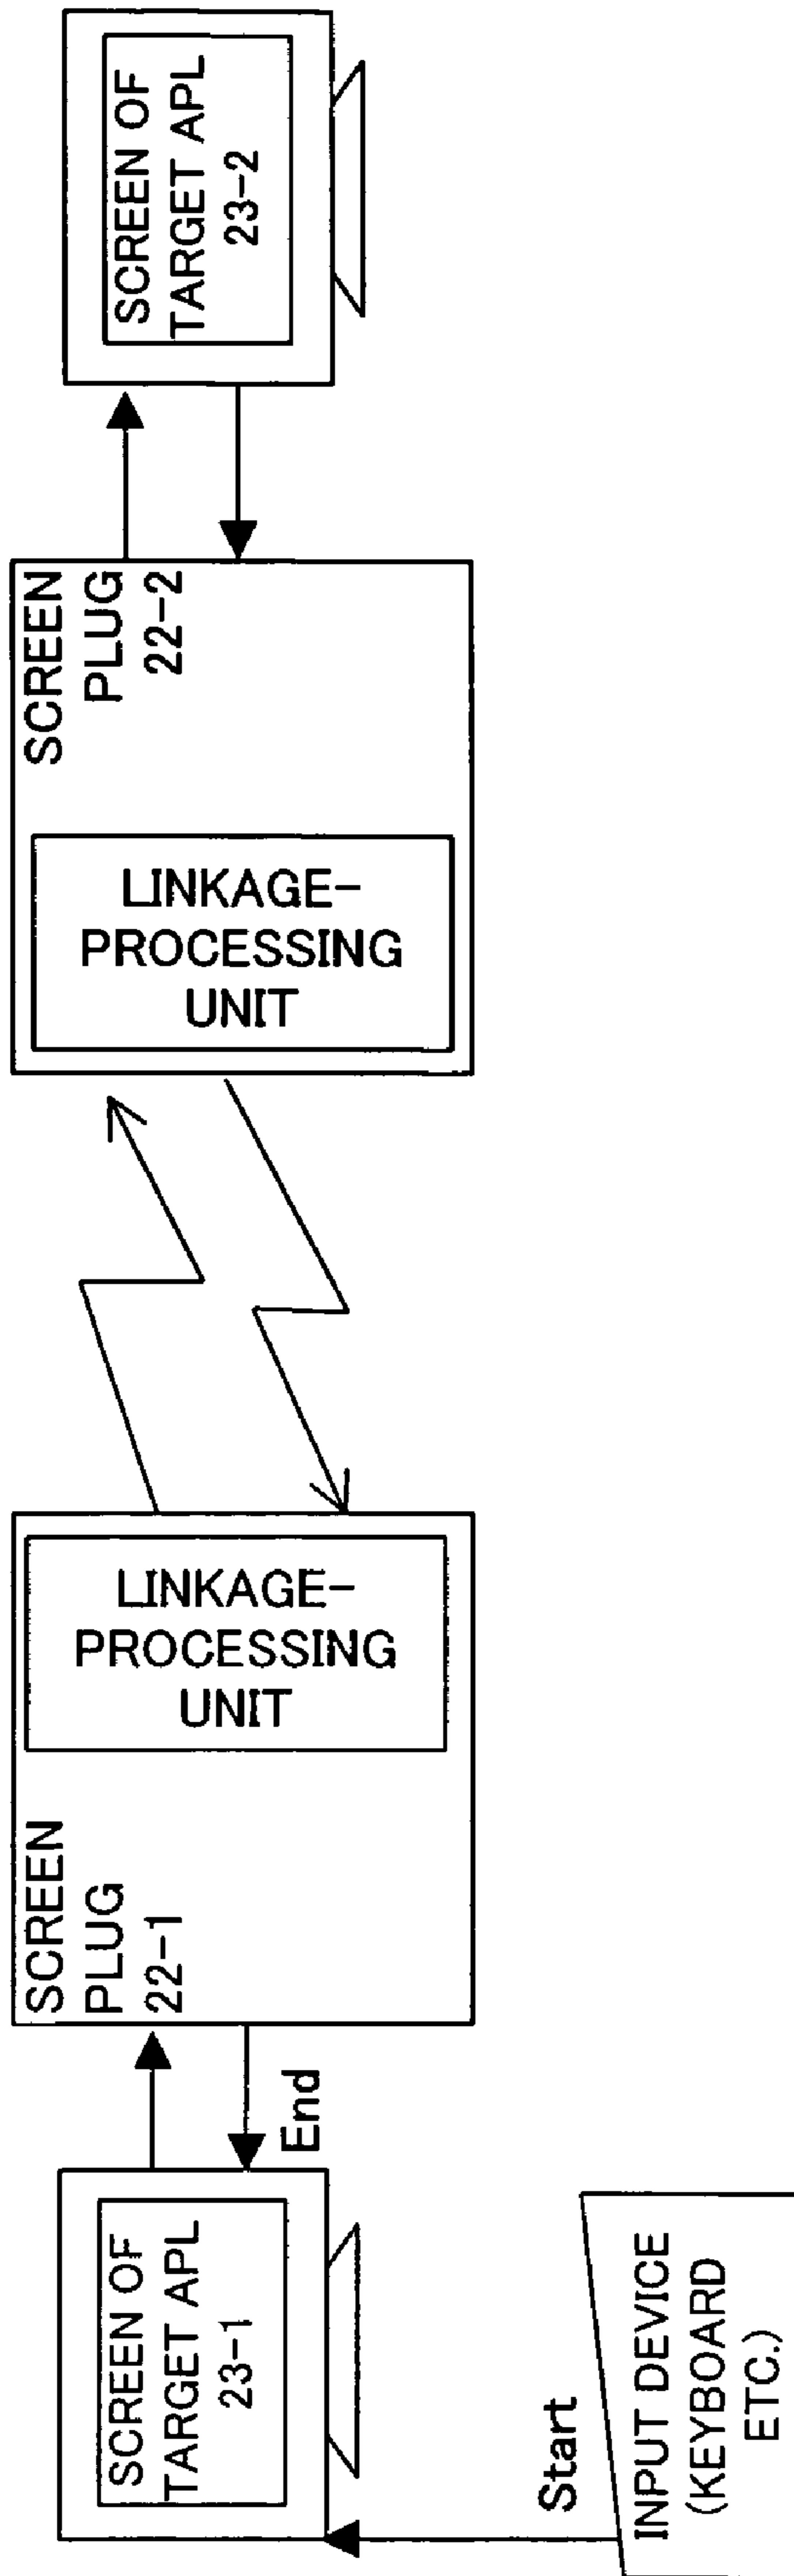 SCREEN OF
TARGET APL
23-1
End
Start
INPUT DEVICE
(KEYBOARD
ETC.)
SCREEN
PLUG
22-1
LINKAGE-
PROCESSING
UNIT
LINKAGE-
PROCESSING
UNIT
SCREEN
PLUG
22-2
SCREEN OF
TARGET APL
23-2